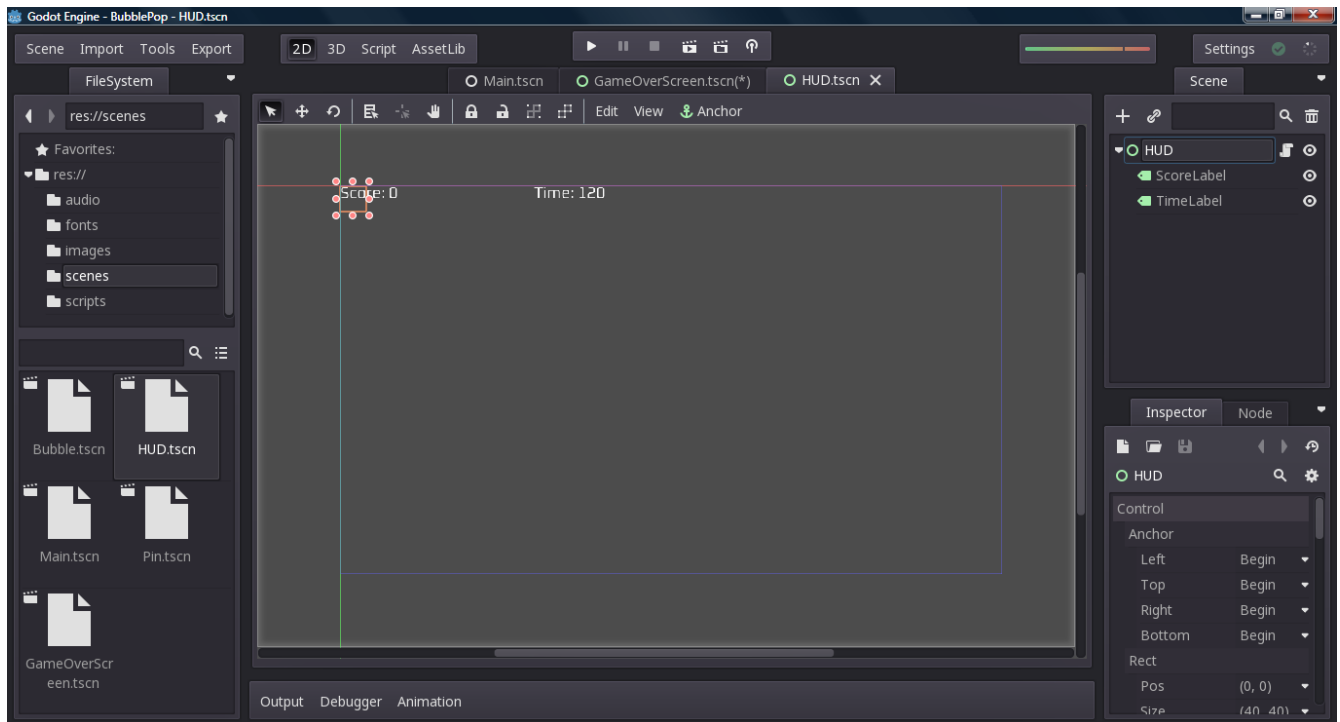 Godot Engine - BubblePop - HUD.tscn
Scene Import Tools Export
2D 3D Script AssetLib
Settings
FileSystem
Main.tscn
GameOverScreen.tscn(*)
HUD.tscn
Scene
res://scenes
Edit View Anchor
Favorites:
res://
audio
fonts
images
scenes
scripts
Score: 0
Time: 120
HUD
ScoreLabel
TimeLabel
Bubble.tscn
HUD.tscn
Main.tscn
Pin.tscn
GameOverScr
een.tscn
Inspector Node
HUD
Control
Anchor
Left Begin
Top Begin
Right Begin
Bottom Begin
Rect
Pos (0, 0)
Size (40, 40)
Output Debugger Animation